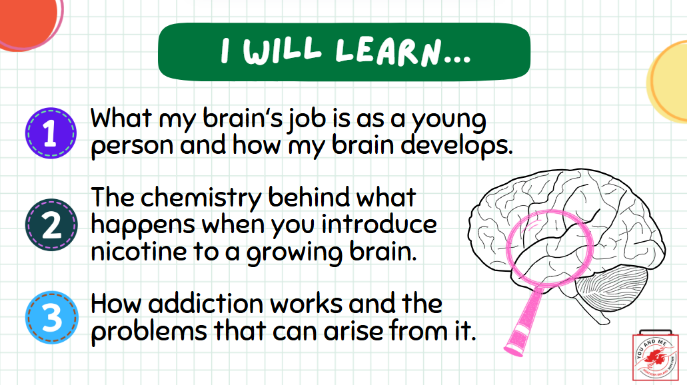 I WILL LEARN...
1 What my brain's job is as a young
person and how my brain develops.
2 The chemistry behind what
happens when you introduce
nicotine to a growing brain.
3 How addiction works and the
problems that can arise from it.
YOU AND ME